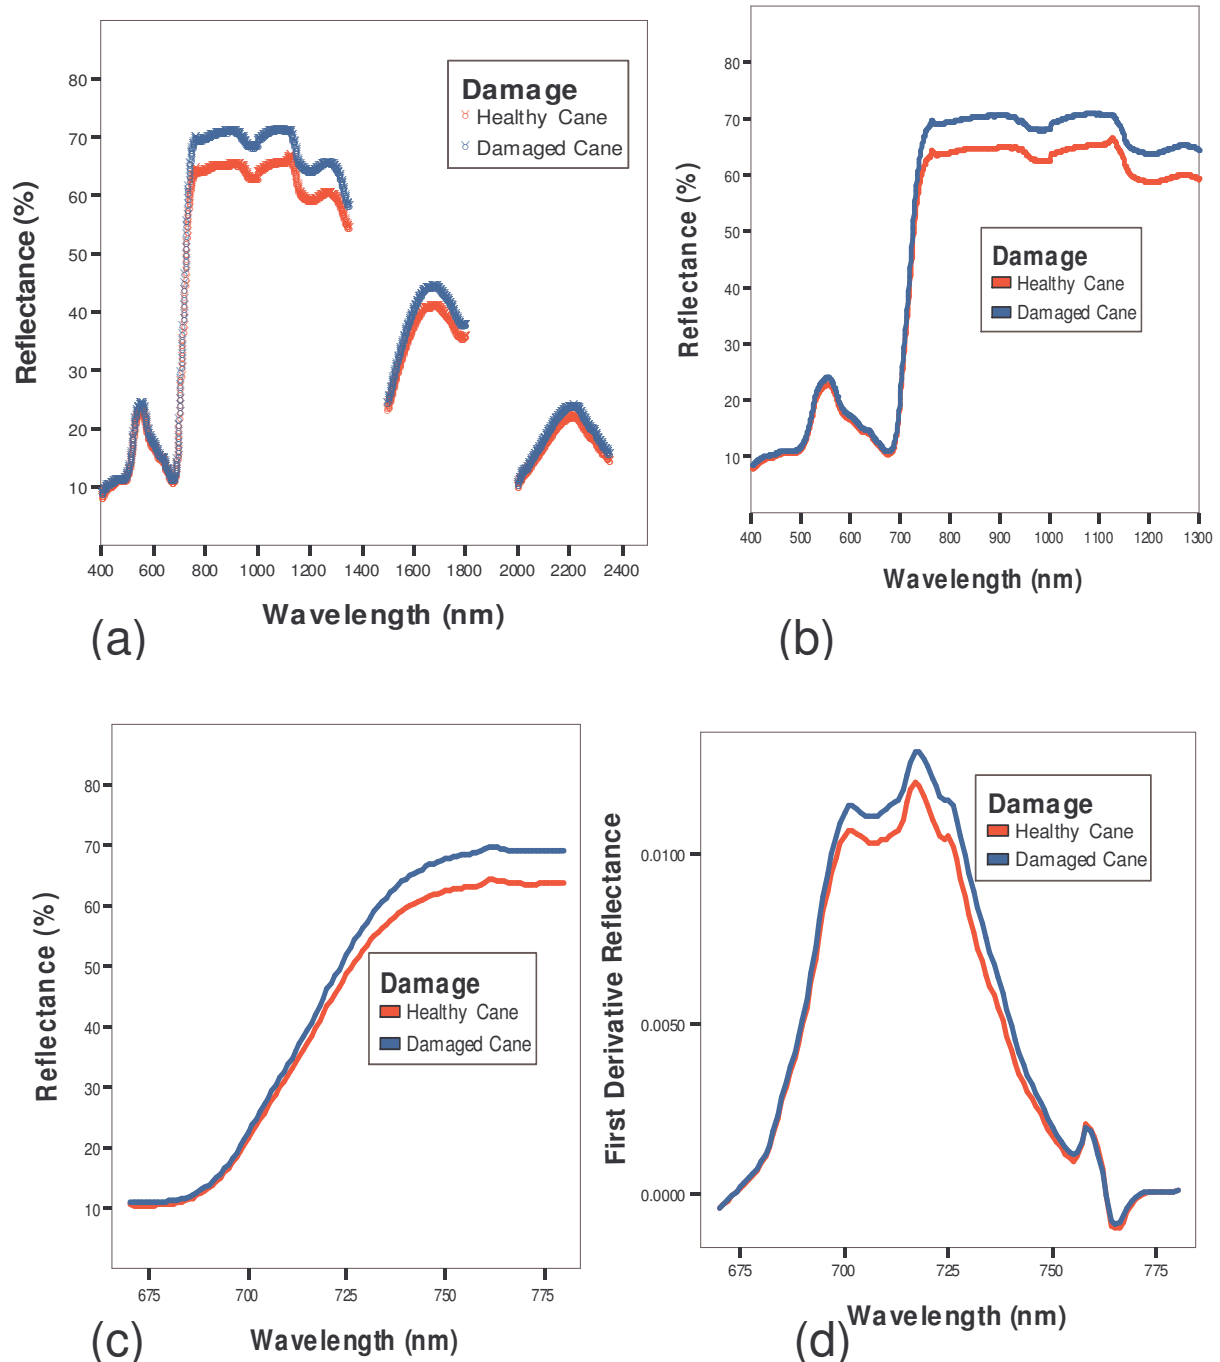 Damage
Healthy Cane
Damaged Cane
80
70
60
50
40
30
20
10
Reflectance (%)
400 600 800 1000 1200 1400 1600 1800 2000 2200 2400
Wavelength (nm)
(a)
80
70
60
50
40
30
20
10
Reflectance (%)
Damage
Healthy Cane
Damaged Cane
400 500 600 700 800 900 1000 1100 1200 1300
Wavelength (nm)
(b)
80
70
60
50
40
30
20
10
Reflectance (%)
Damage
Healthy Cane
Damaged Cane
675 700 725 750 775
Wavelength (nm)
(c)
Damage
Healthy Cane
Damaged Cane
0.0100
0.0050
0.0000
First Derivative Reflectance
675 700 725 750 775
Wavelength (nm)
(d)